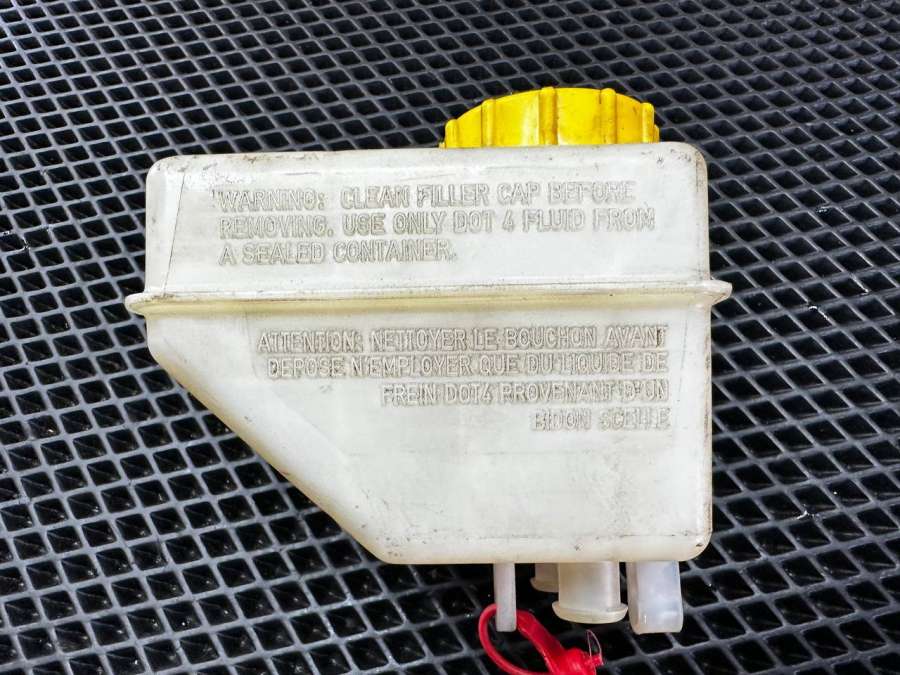 WARNING: CLEAN FILLER CAP BEFORE
REMOVING. USE ONLY DOT 4 FLUID FROM
A SEALED CONTAINER.
ATTENTION: NETTOYER LE BOUCHON AVANT
DEPOSE N'EMPLOYER QUE DU LIQUIDE DE
FREIN DOT4 PROVENANT D'UN
BIDON SCELLE